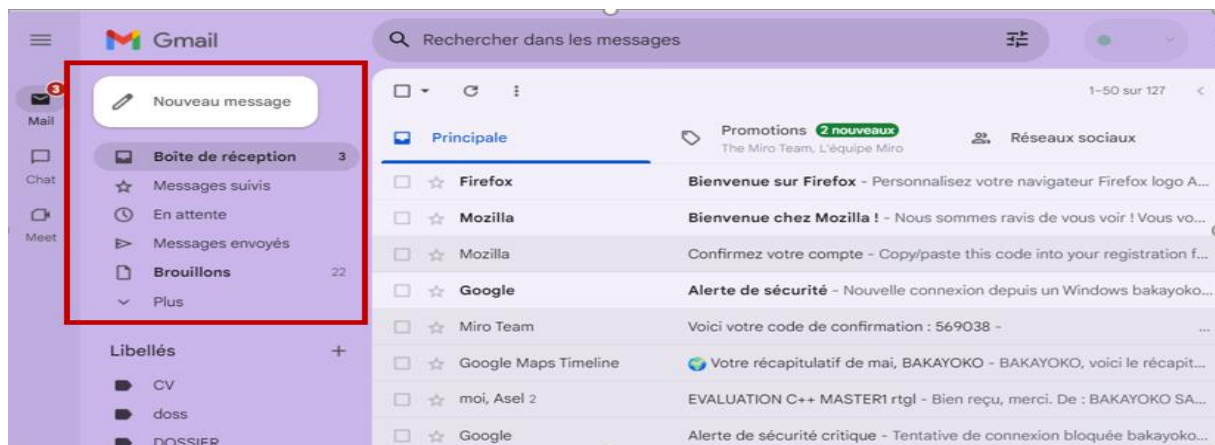 Gmail
Rechercher dans les messages
3
Mail
Chat
Meet
Nouveau message
Boîte de réception 3
Messages suivis
En attente
Messages envoyés
Brouillons 22
Plus
Libellés +
CV
doss
DOSSIER
1–50 sur 127
Principale
Promotions 2 nouveaux
The Miro Team, L'équipe Miro
Réseaux sociaux
Firefox Bienvenue sur Firefox - Personnalisez votre navigateur Firefox logo A...
Mozilla Bienvenue chez Mozilla ! - Nous sommes ravis de vous voir ! Vous vo...
Mozilla Confirmez votre compte - Copy/paste this code into your registration f...
Google Alerte de sécurité - Nouvelle connexion depuis un Windows bakayoko...
Miro Team Voici votre code de confirmation : 569038 - ...
Google Maps Timeline 🌍 Votre récapitulatif de mai, BAKAYOKO - BAKAYOKO, voici le récapit...
moi, Asel 2 EVALUATION C++ MASTER1 rtgl - Bien reçu, merci. De : BAKAYOKO SA...
Google Alerte de sécurité critique - Tentative de connexion bloquée bakayoko...